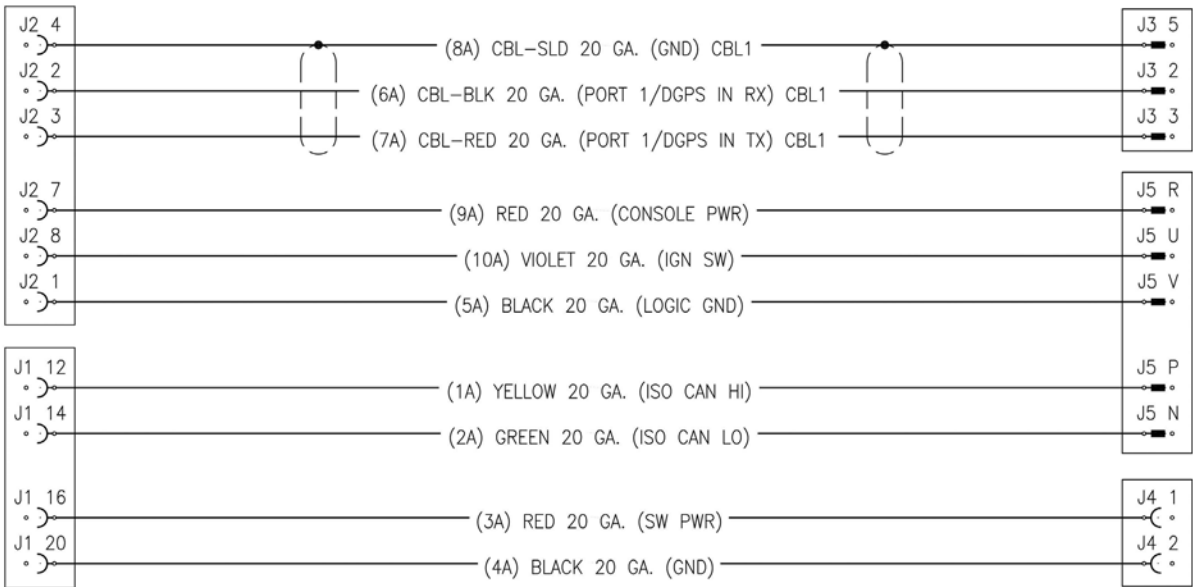 J2 4 (8A) CBL-SLD 20 GA. (GND) CBL1 J3 5
J2 2 (6A) CBL-BLK 20 GA. (PORT 1/DGPS IN RX) CBL1 J3 2
J2 3 (7A) CBL-RED 20 GA. (PORT 1/DGPS IN TX) CBL1 J3 3
J2 7 (9A) RED 20 GA. (CONSOLE PWR) J5 R
J2 8 (10A) VIOLET 20 GA. (IGN SW) J5 U
J2 1 (5A) BLACK 20 GA. (LOGIC GND) J5 V
J1 12 (1A) YELLOW 20 GA. (ISO CAN HI) J5 P
J1 14 (2A) GREEN 20 GA. (ISO CAN LO) J5 N
J1 16 (3A) RED 20 GA. (SW PWR) J4 1
J1 20 (4A) BLACK 20 GA. (GND) J4 2